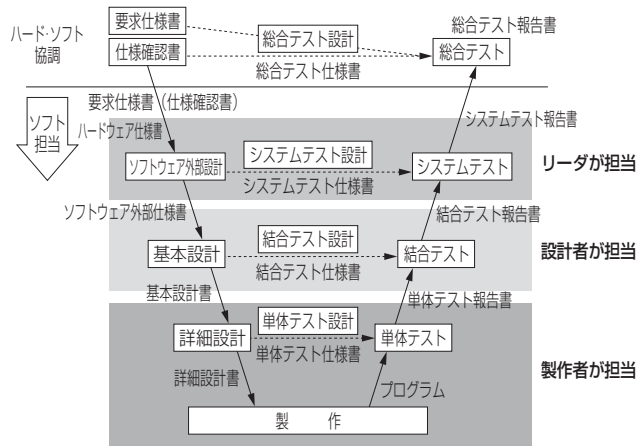 ハード・ソフト
協調
要求仕様書
仕様確認書
総合テスト設計
総合テスト仕様書
総合テスト報告書
総合テスト
ソフト
担当
要求仕様書（仕様確認書）
ハードウェア仕様書
システムテスト報告書
ソフトウェア外部設計
システムテスト設計
システムテスト仕様書
システムテスト
リーダが担当
ソフトウェア外部仕様書
結合テスト報告書
基本設計
結合テスト設計
結合テスト仕様書
結合テスト
設計者が担当
基本設計書
単体テスト報告書
詳細設計
単体テスト設計
単体テスト仕様書
単体テスト
製作者が担当
詳細設計書
プログラム
製　作